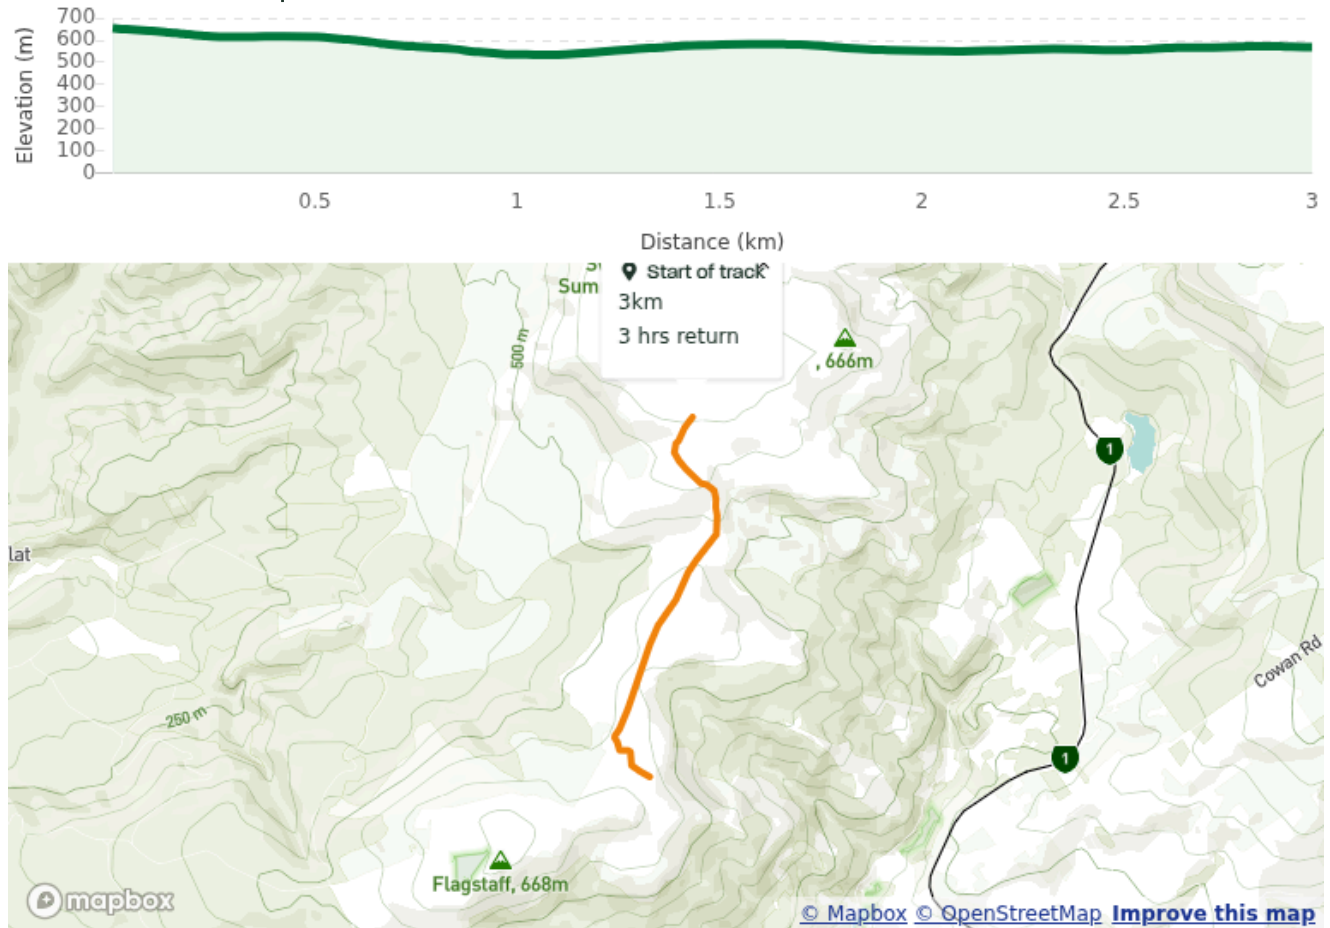 700
600
500
400
300
200
100
0
Elevation (m)
0.5
1
1.5
2
2.5
3
Distance (km)
Start of track
3km
3 hrs return
Sum
500 m
, 666m
1
lat
Cowan Rd
250 m
1
Flagstaff, 668m
mapbox
© Mapbox © OpenStreetMap Improve this map